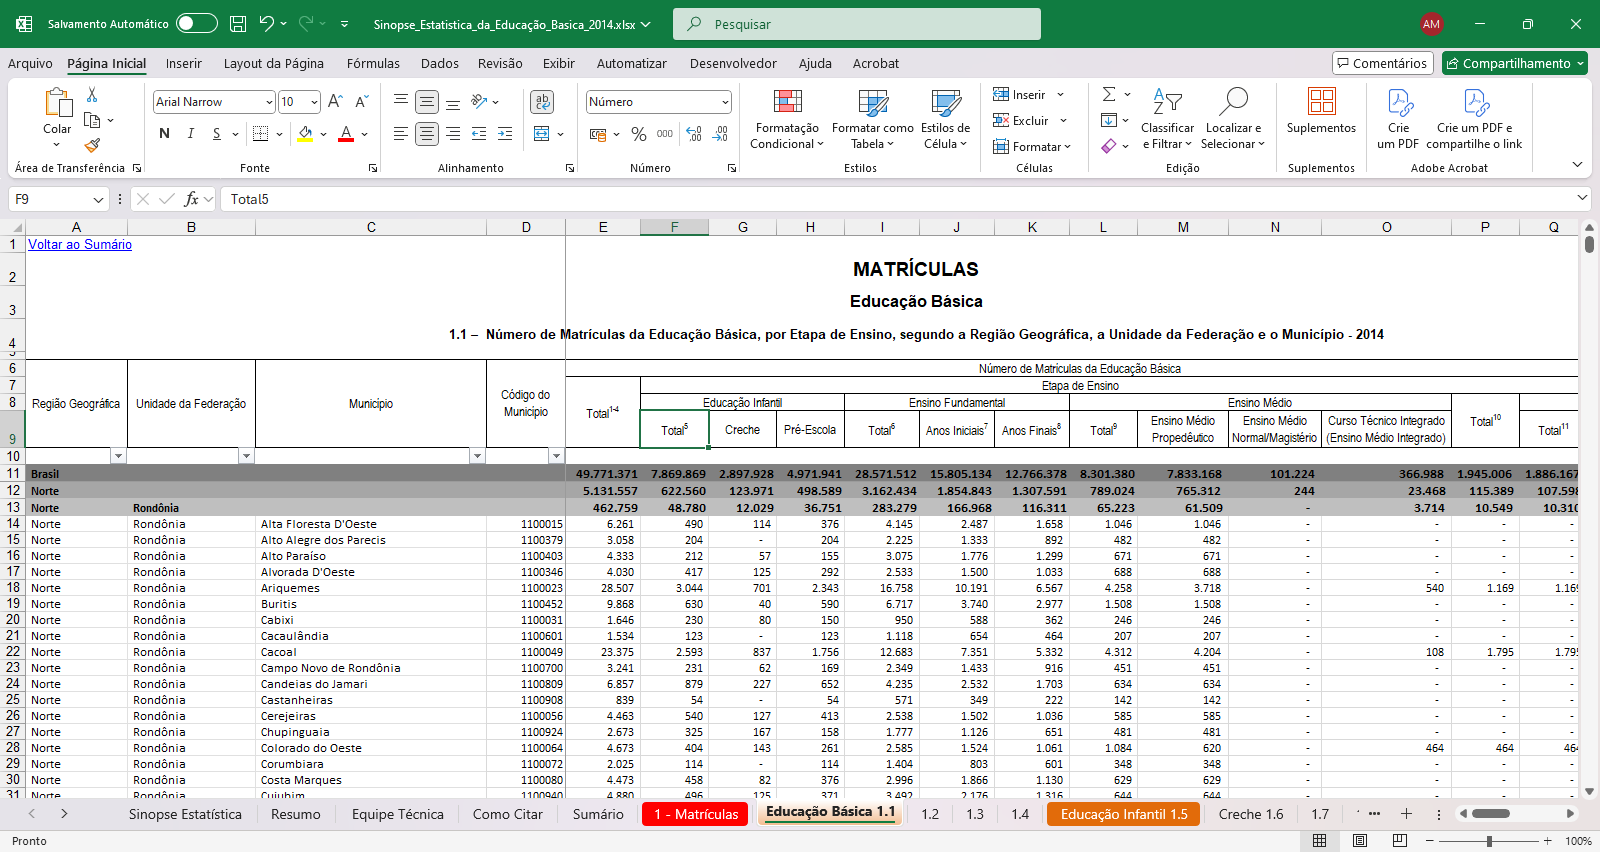 Salvamento Automático
Sinopse_Estatistica_da_Educação_Basica_2014.xlsx
Pesquisar
AM
Arquivo Página Inicial Inserir Layout da Página Fórmulas Dados Revisão Exibir Automatizar Desenvolvedor Ajuda Acrobat
Comentários Compartilhamento
Colar
Área de Transferência
Arial Narrow 10
N I S
Fonte
Alinhamento
Número
% 000
Número
Formatação Condicional
Formatar como Tabela
Estilos de Célula
Estilos
Inserir
Excluir
Formatar
Células
Classificar e Filtrar
Localizar e Selecionar
Edição
Suplementos
Suplementos
Crie um PDF
Crie um PDF e compartilhe o link
Adobe Acrobat
F9 fx Total5
A B C D E F G H I J K L M N O P Q
1 Voltar ao Sumário
2 MATRÍCULAS
3 Educação Básica
4 1.1 – Número de Matrículas da Educação Básica, por Etapa de Ensino, segundo a Região Geográfica, a Unidade da Federação e o Município - 2014
6 Número de Matrículas da Educação Básica
7 Etapa de Ensino
8 Educação Infantil Ensino Fundamental Ensino Médio
Região Geográfica Unidade da Federação Município Código do Município Total1-4
9 Total5 Creche Pré-Escola Total6 Anos Iniciais7 Anos Finais8 Total9 Ensino Médio Propedêutico Ensino Médio Normal/Magistério Curso Técnico Integrado (Ensino Médio Integrado) Total10 Total11
10
11 Brasil 49.771.371 7.869.869 2.897.928 4.971.941 28.571.512 15.805.134 12.766.378 8.301.380 7.833.168 101.224 366.988 1.945.006 1.886.167
12 Norte 5.131.557 622.560 123.971 498.589 3.162.434 1.854.843 1.307.591 789.024 765.312 244 23.468 115.389 107.598
13 Norte Rondônia 462.759 48.780 12.029 36.751 283.279 166.968 116.311 65.223 61.509 - 3.714 10.549 10.310
14 Norte Rondônia Alta Floresta D'Oeste 1100015 6.261 490 114 376 4.145 2.487 1.658 1.046 1.046 - - - -
15 Norte Rondônia Alto Alegre dos Parecis 1100379 3.058 204 - 204 2.225 1.333 892 482 482 - - - -
16 Norte Rondônia Alto Paraíso 1100403 4.333 212 57 155 3.075 1.776 1.299 671 671 - - - -
17 Norte Rondônia Alvorada D'Oeste 1100346 4.030 417 125 292 2.533 1.500 1.033 688 688 - - - -
18 Norte Rondônia Ariquemes 1100023 28.507 3.044 701 2.343 16.758 10.191 6.567 4.258 3.718 - 540 1.169 1.169
19 Norte Rondônia Buritis 1100452 9.868 630 40 590 6.717 3.740 2.977 1.508 1.508 - - - -
20 Norte Rondônia Cabixi 1100031 1.646 230 80 150 950 588 362 246 246 - - - -
21 Norte Rondônia Cacaulândia 1100601 1.534 123 - 123 1.118 654 464 207 207 - - - -
22 Norte Rondônia Cacoal 1100049 23.375 2.593 837 1.756 12.683 7.351 5.332 4.312 4.204 - 108 1.795 1.795
23 Norte Rondônia Campo Novo de Rondônia 1100700 3.241 231 62 169 2.349 1.433 916 451 451 - - - -
24 Norte Rondônia Candeias do Jamari 1100809 6.857 879 227 652 4.235 2.532 1.703 634 634 - - - -
25 Norte Rondônia Castanheiras 1100908 839 54 - 54 571 349 222 142 142 - - - -
26 Norte Rondônia Cerejeiras 1100056 4.463 540 127 413 2.538 1.502 1.036 585 585 - - - -
27 Norte Rondônia Chupinguaia 1100924 2.673 325 167 158 1.777 1.126 651 481 481 - - - -
28 Norte Rondônia Colorado do Oeste 1100064 4.673 404 143 261 2.585 1.524 1.061 1.084 620 - 464 464 464
29 Norte Rondônia Corumbiara 1100072 2.025 114 - 114 1.404 803 601 348 348 - - - -
30 Norte Rondônia Costa Marques 1100080 4.473 458 82 376 2.996 1.866 1.130 629 629 - - - -
31 Norte Rondônia Cujubim 1100940 4.880 496 125 371 3.492 2.176 1.316 644 644 - - - -
Sinopse Estatística Resumo Equipe Técnica Como Citar Sumário 1 - Matrículas Educação Básica 1.1 1.2 1.3 1.4 Educação Infantil 1.5 Creche 1.6 1.7
Pronto 100%